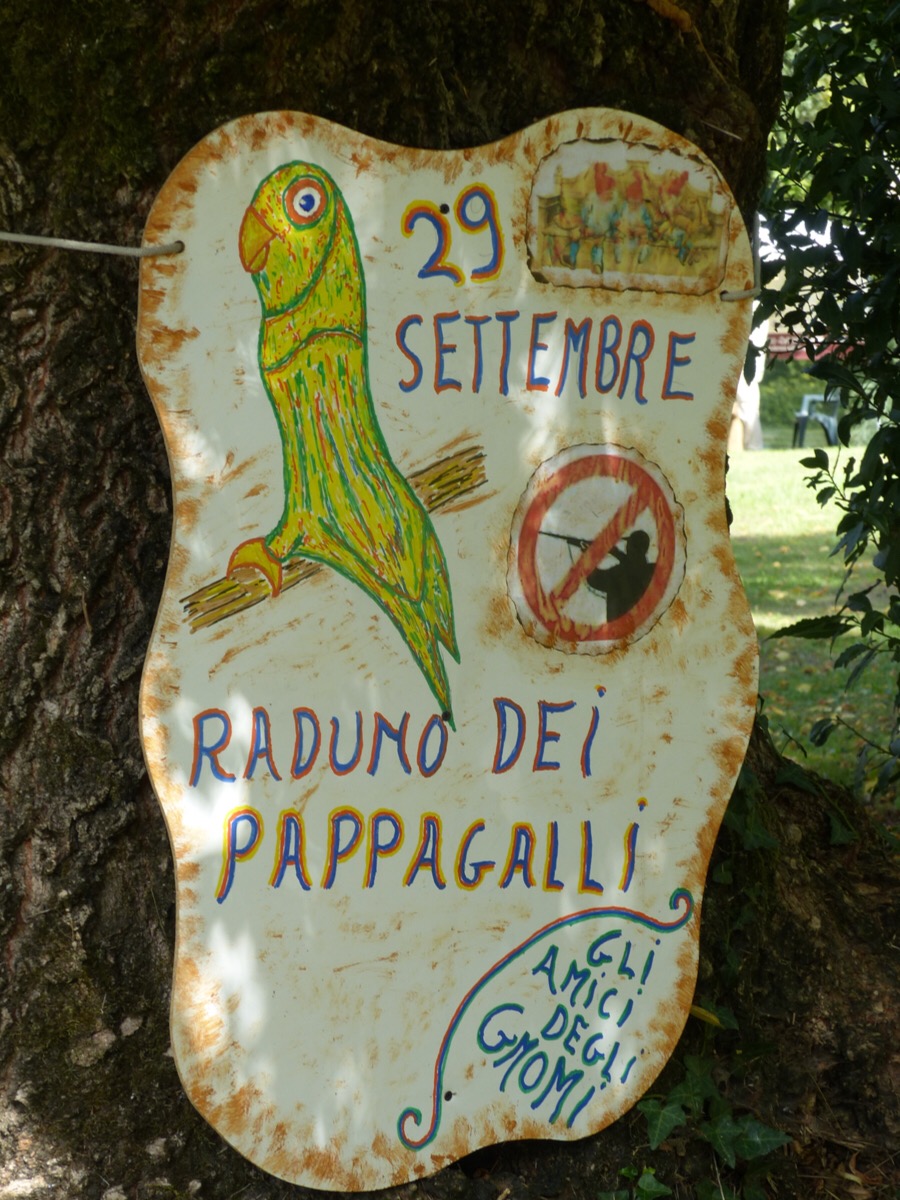 29
SETTEMBRE
RADUNO DEI
PAPPAGALLI
GLI
AMICI
DEGLI
GNOMI